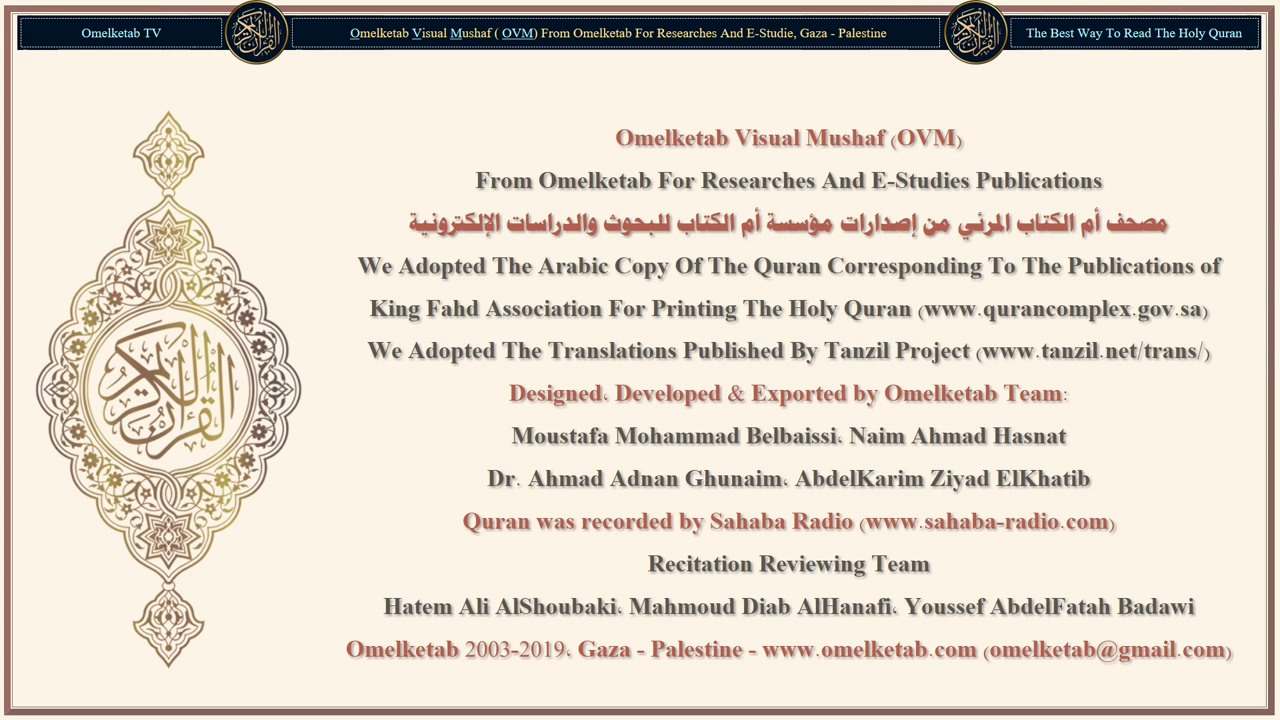 Omelketab TV
Omelketab Visual Mushaf ( OVM) From Omelketab For Researches And E-Studie, Gaza - Palestine
The Best Way To Read The Holy Quran
القرآن الكريم
Omelketab Visual Mushaf (OVM)
From Omelketab For Researches And E-Studies Publications
مصحف أم الكتاب المرئي من إصدارات مؤسسة أم الكتاب للبحوث والدراسات الإلكترونية
We Adopted The Arabic Copy Of The Quran Corresponding To The Publications of
King Fahd Association For Printing The Holy Quran (www.qurancomplex.gov.sa)
We Adopted The Translations Published By Tanzil Project (www.tanzil.net/trans/)
Designed، Developed & Exported by Omelketab Team:
Moustafa Mohammad Belbaissi، Naim Ahmad Hasnat
Dr. Ahmad Adnan Ghunaim، AbdelKarim Ziyad ElKhatib
Quran was recorded by Sahaba Radio (www.sahaba-radio.com)
Recitation Reviewing Team
Hatem Ali AlShoubaki، Mahmoud Diab AlHanafi، Youssef AbdelFatah Badawi
Omelketab 2003-2019، Gaza - Palestine - www.omelketab.com (omelketab@gmail.com)